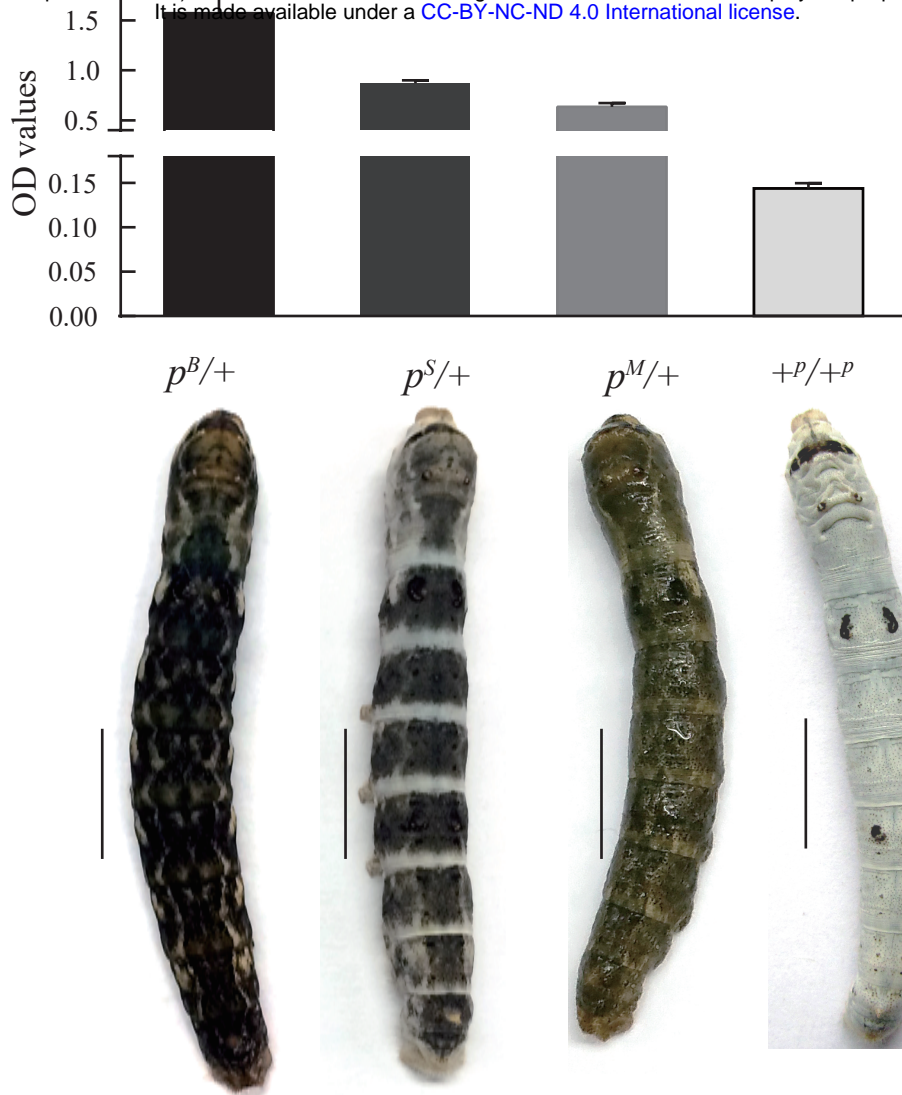 It is made available under a CC-BY-NC-ND 4.0 International license.
OD values
1.5
1.0
0.5
0.15
0.10
0.05
0.00
p^B/+ p^S/+ p^M/+ +^p/+^p